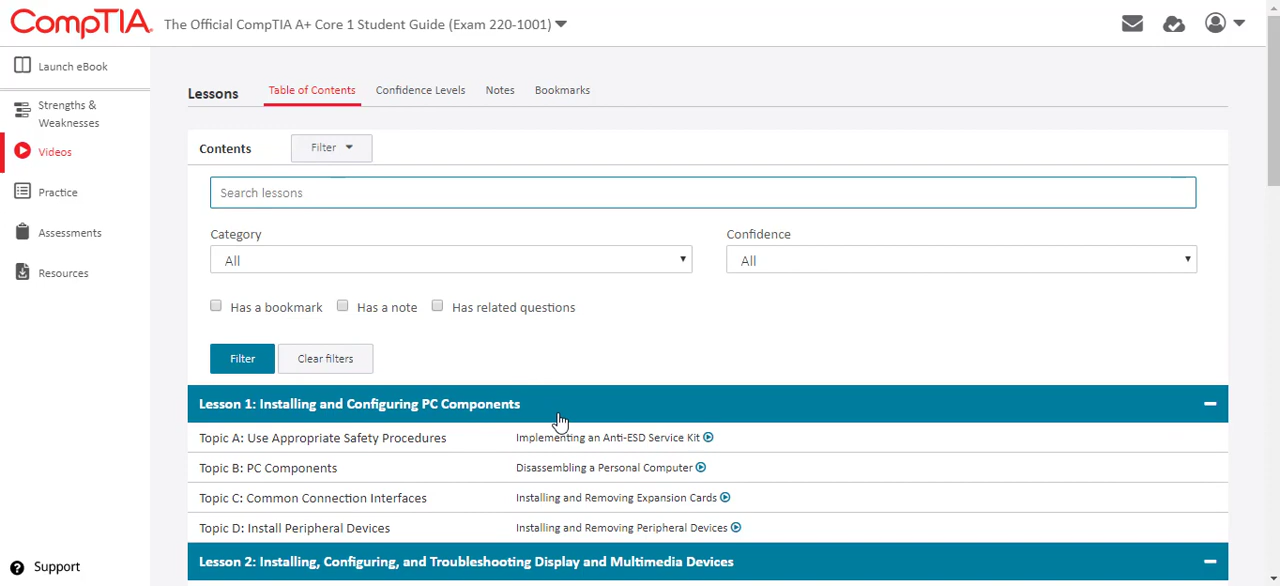 CompTIA.
The Official CompTIA A+ Core 1 Student Guide (Exam 220-1001)
Launch eBook
Strengths &
Weaknesses
Videos
Practice
Assessments
Resources
Support
Lessons
Table of Contents
Confidence Levels
Notes
Bookmarks
Contents
Filter
Search lessons
Category
Confidence
All
All
Has a bookmark
Has a note
Has related questions
Filter
Clear filters
Lesson 1: Installing and Configuring PC Components
Topic A: Use Appropriate Safety Procedures
Implementing an Anti-ESD Service Kit
Topic B: PC Components
Disassembling a Personal Computer
Topic C: Common Connection Interfaces
Installing and Removing Expansion Cards
Topic D: Install Peripheral Devices
Installing and Removing Peripheral Devices
Lesson 2: Installing, Configuring, and Troubleshooting Display and Multimedia Devices